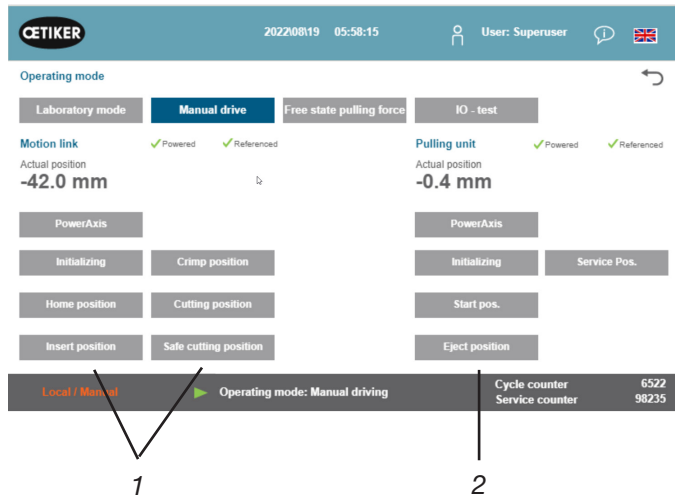 ŒTIKER
2022\08\19 05:58:15
User: Superuser
Operating mode
Laboratory mode Manual drive Free state pulling force IO - test
Motion link Powered Referenced Pulling unit Powered Referenced
Actual position Actual position
-42.0 mm -0.4 mm
PowerAxis PowerAxis
Initializing Crimp position Initializing Service Pos.
Home position Cutting position Start pos.
Insert position Safe cutting position Eject position
Local / Manual Operating mode: Manual driving Cycle counter 6522
Service counter 98235
1 2